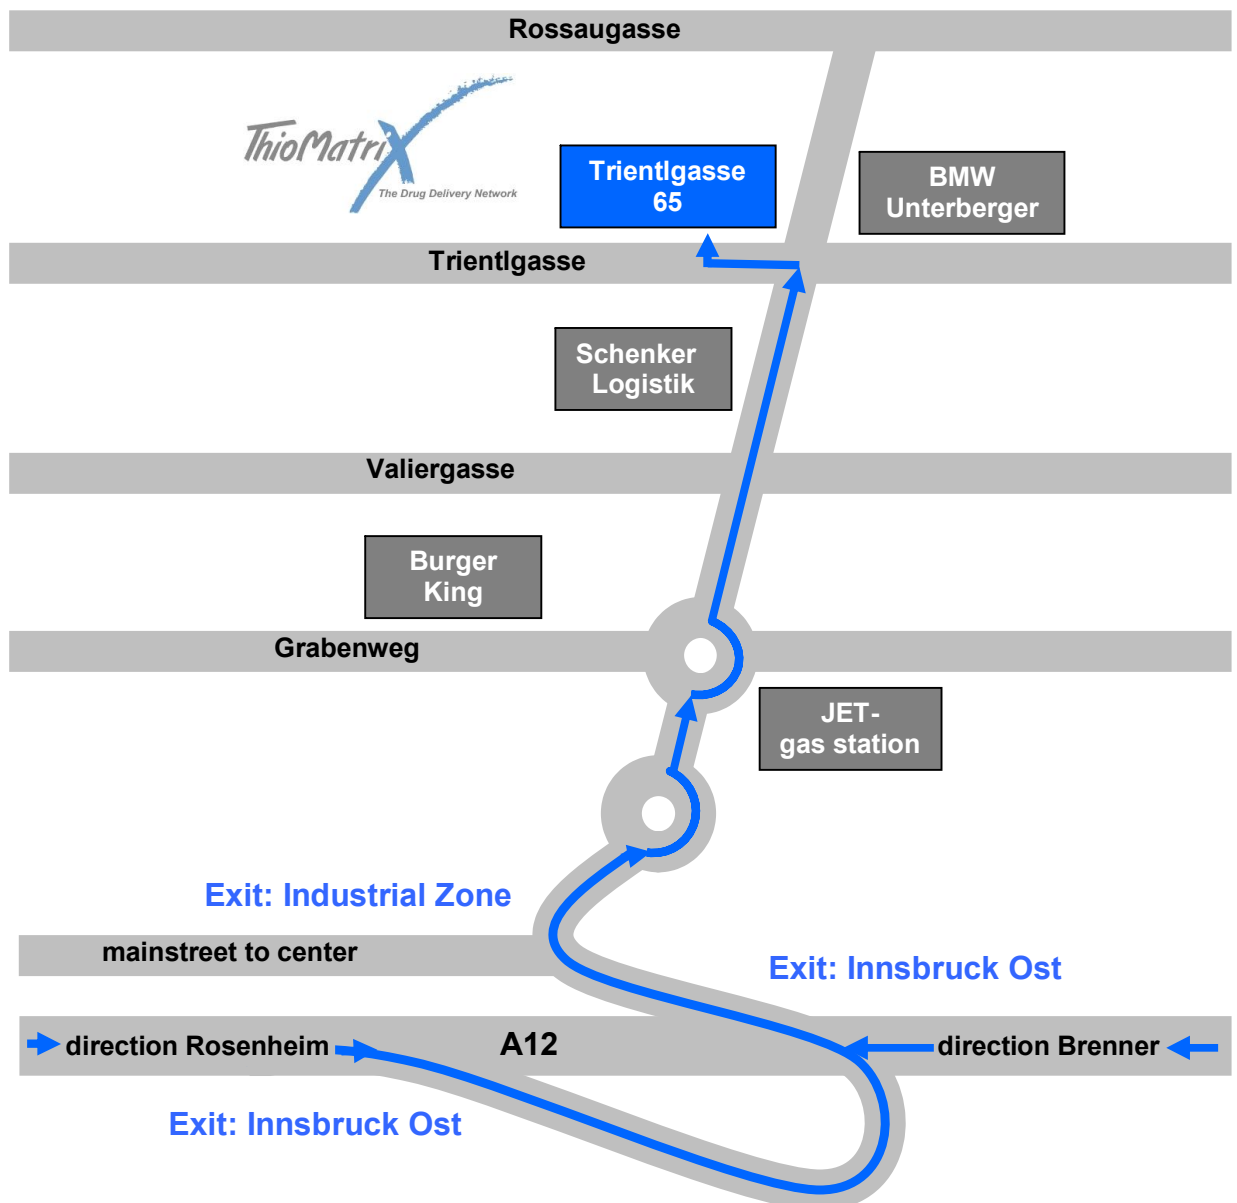 Rossaugasse
ThioMatriX
The Drug Delivery Network
Trientlgasse
65
BMW
Unterberger
Trientlgasse
Schenker
Logistik
Valiergasse
Burger
King
Grabenweg
JET-
gas station
Exit: Industrial Zone
mainstreet to center
Exit: Innsbruck Ost
direction Rosenheim
A12
direction Brenner
Exit: Innsbruck Ost